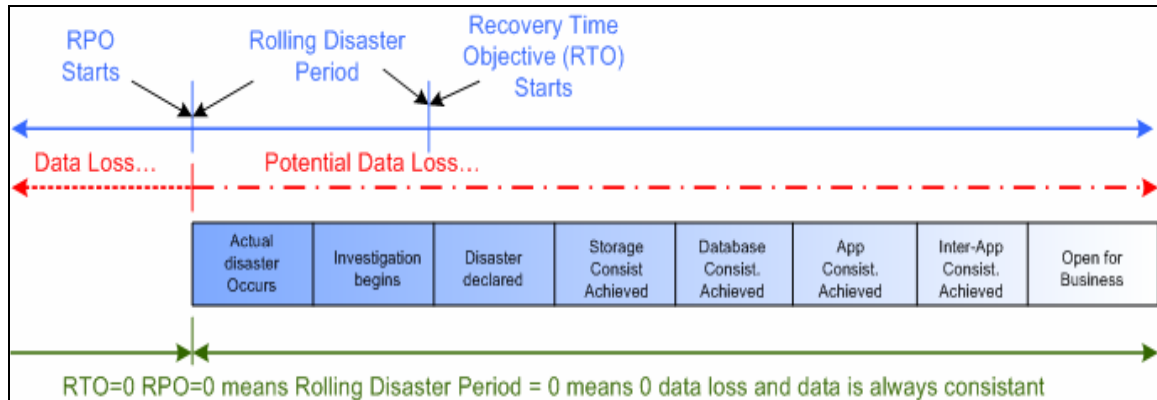 RPO
Starts
Rolling Disaster
Period
Recovery Time
Objective (RTO)
Starts
Data Loss...
Potential Data Loss...
Actual
disaster
Occurs
Investigation
begins
Disaster
declared
Storage
Consist
Achieved
Database
Consist.
Achieved
App
Consist.
Achieved
Inter-App
Consist.
Achieved
Open for
Business
RTO=0 RPO=0 means Rolling Disaster Period = 0 means 0 data loss and data is always consistant